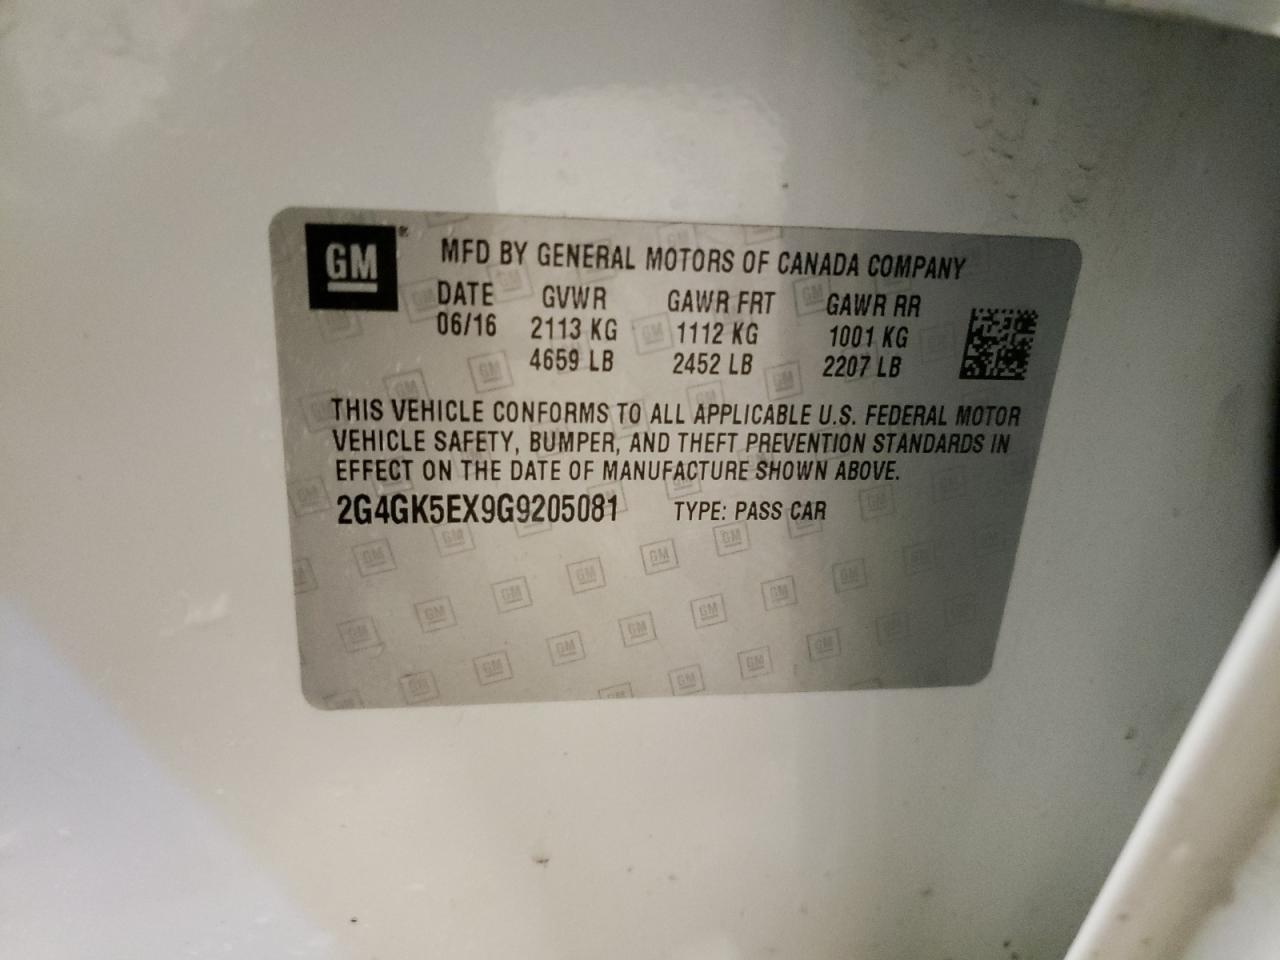 GM
MFD BY GENERAL MOTORS OF CANADA COMPANY
DATE GVWR GAWR FRT GAWR RR
06/16 2113 KG 1112 KG 1001 KG
4659 LB 2452 LB 2207 LB
THIS VEHICLE CONFORMS TO ALL APPLICABLE U.S. FEDERAL MOTOR
VEHICLE SAFETY, BUMPER, AND THEFT PREVENTION STANDARDS IN
EFFECT ON THE DATE OF MANUFACTURE SHOWN ABOVE.
2G4GK5EX9G9205081 TYPE: PASS CAR